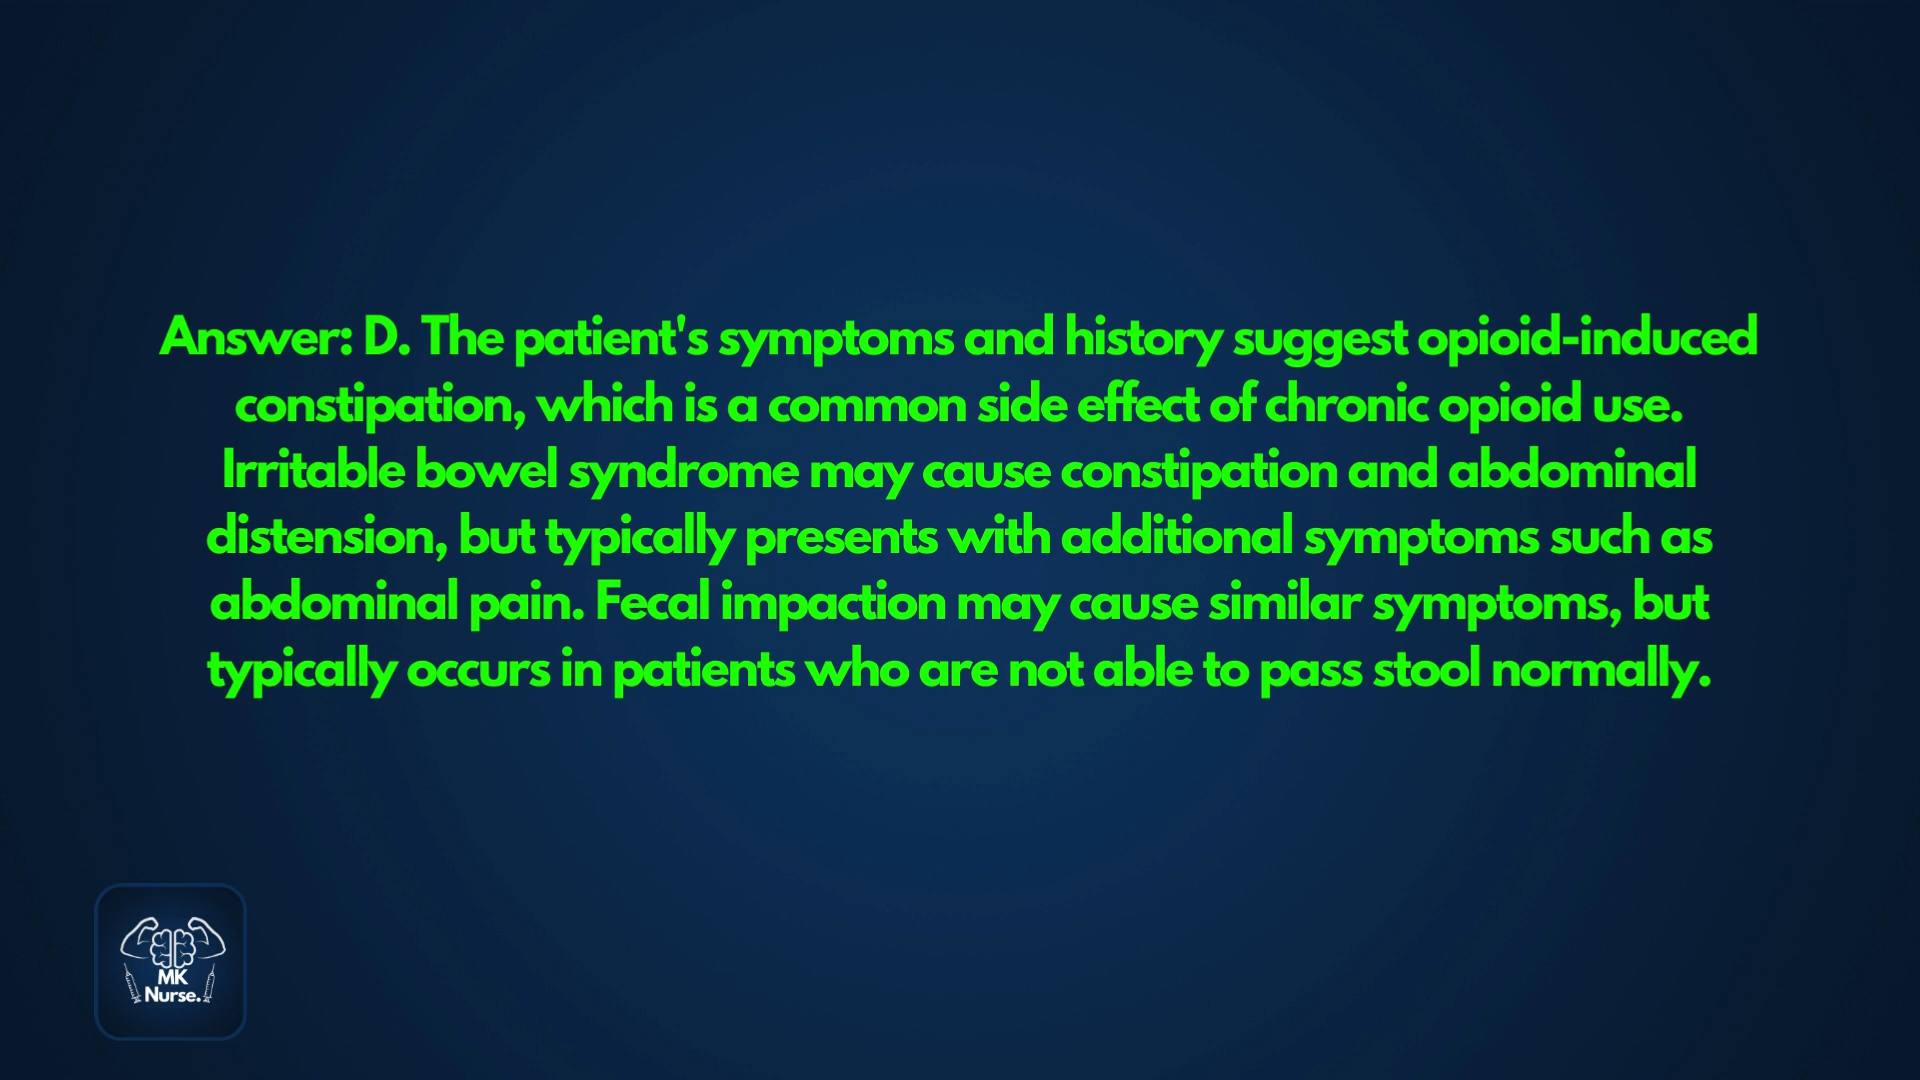 Answer: D. The patient's symptoms and history suggest opioid-induced
constipation, which is a common side effect of chronic opioid use.
Irritable bowel syndrome may cause constipation and abdominal
distension, but typically presents with additional symptoms such as
abdominal pain. Fecal impaction may cause similar symptoms, but
typically occurs in patients who are not able to pass stool normally.
MK
Nurse.